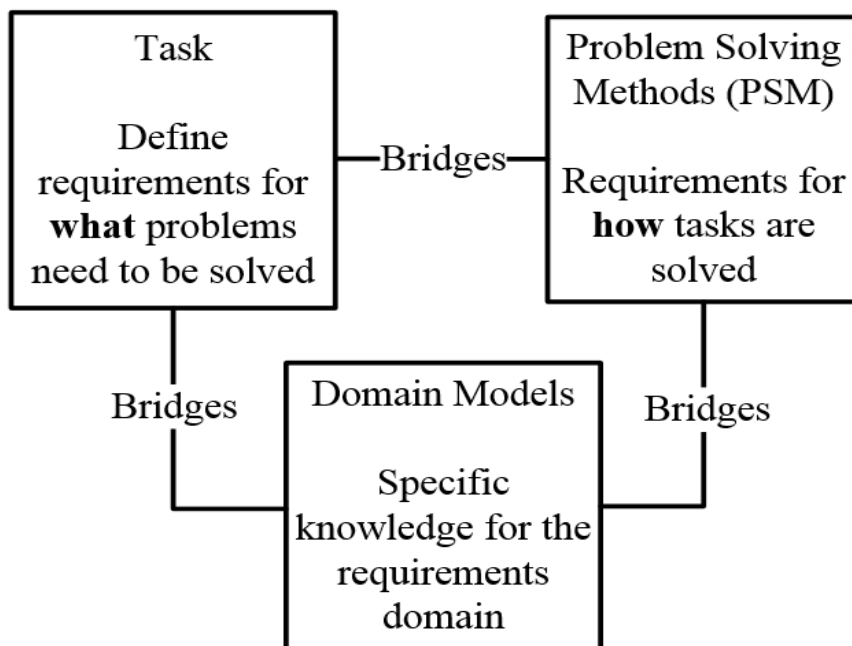 Task
Define
requirements for
what problems
need to be solved
Bridges
Problem Solving
Methods (PSM)
Requirements for
how tasks are
solved
Bridges
Bridges
Domain Models
Specific
knowledge for the
requirements
domain